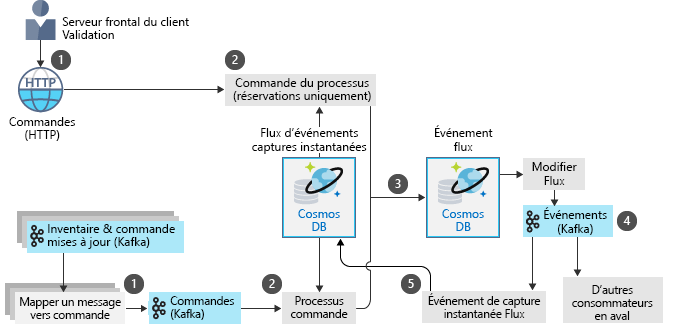 Serveur frontal du client
Validation
1
2
HTTP
Commandes
(HTTP)
Commande du processus
(réservations uniquement)
Flux d'événements
captures instantanées
Événement
flux
Cosmos
DB
3
Cosmos
DB
Modifier
Flux
Événements
(Kafka)
4
Inventaire & commande
mises à jour (Kafka)
1
2
5
Mapper un message
vers commande
Commandes
(Kafka)
Processus
commande
Événement de capture
instantanée Flux
D'autres
consommateurs
en aval